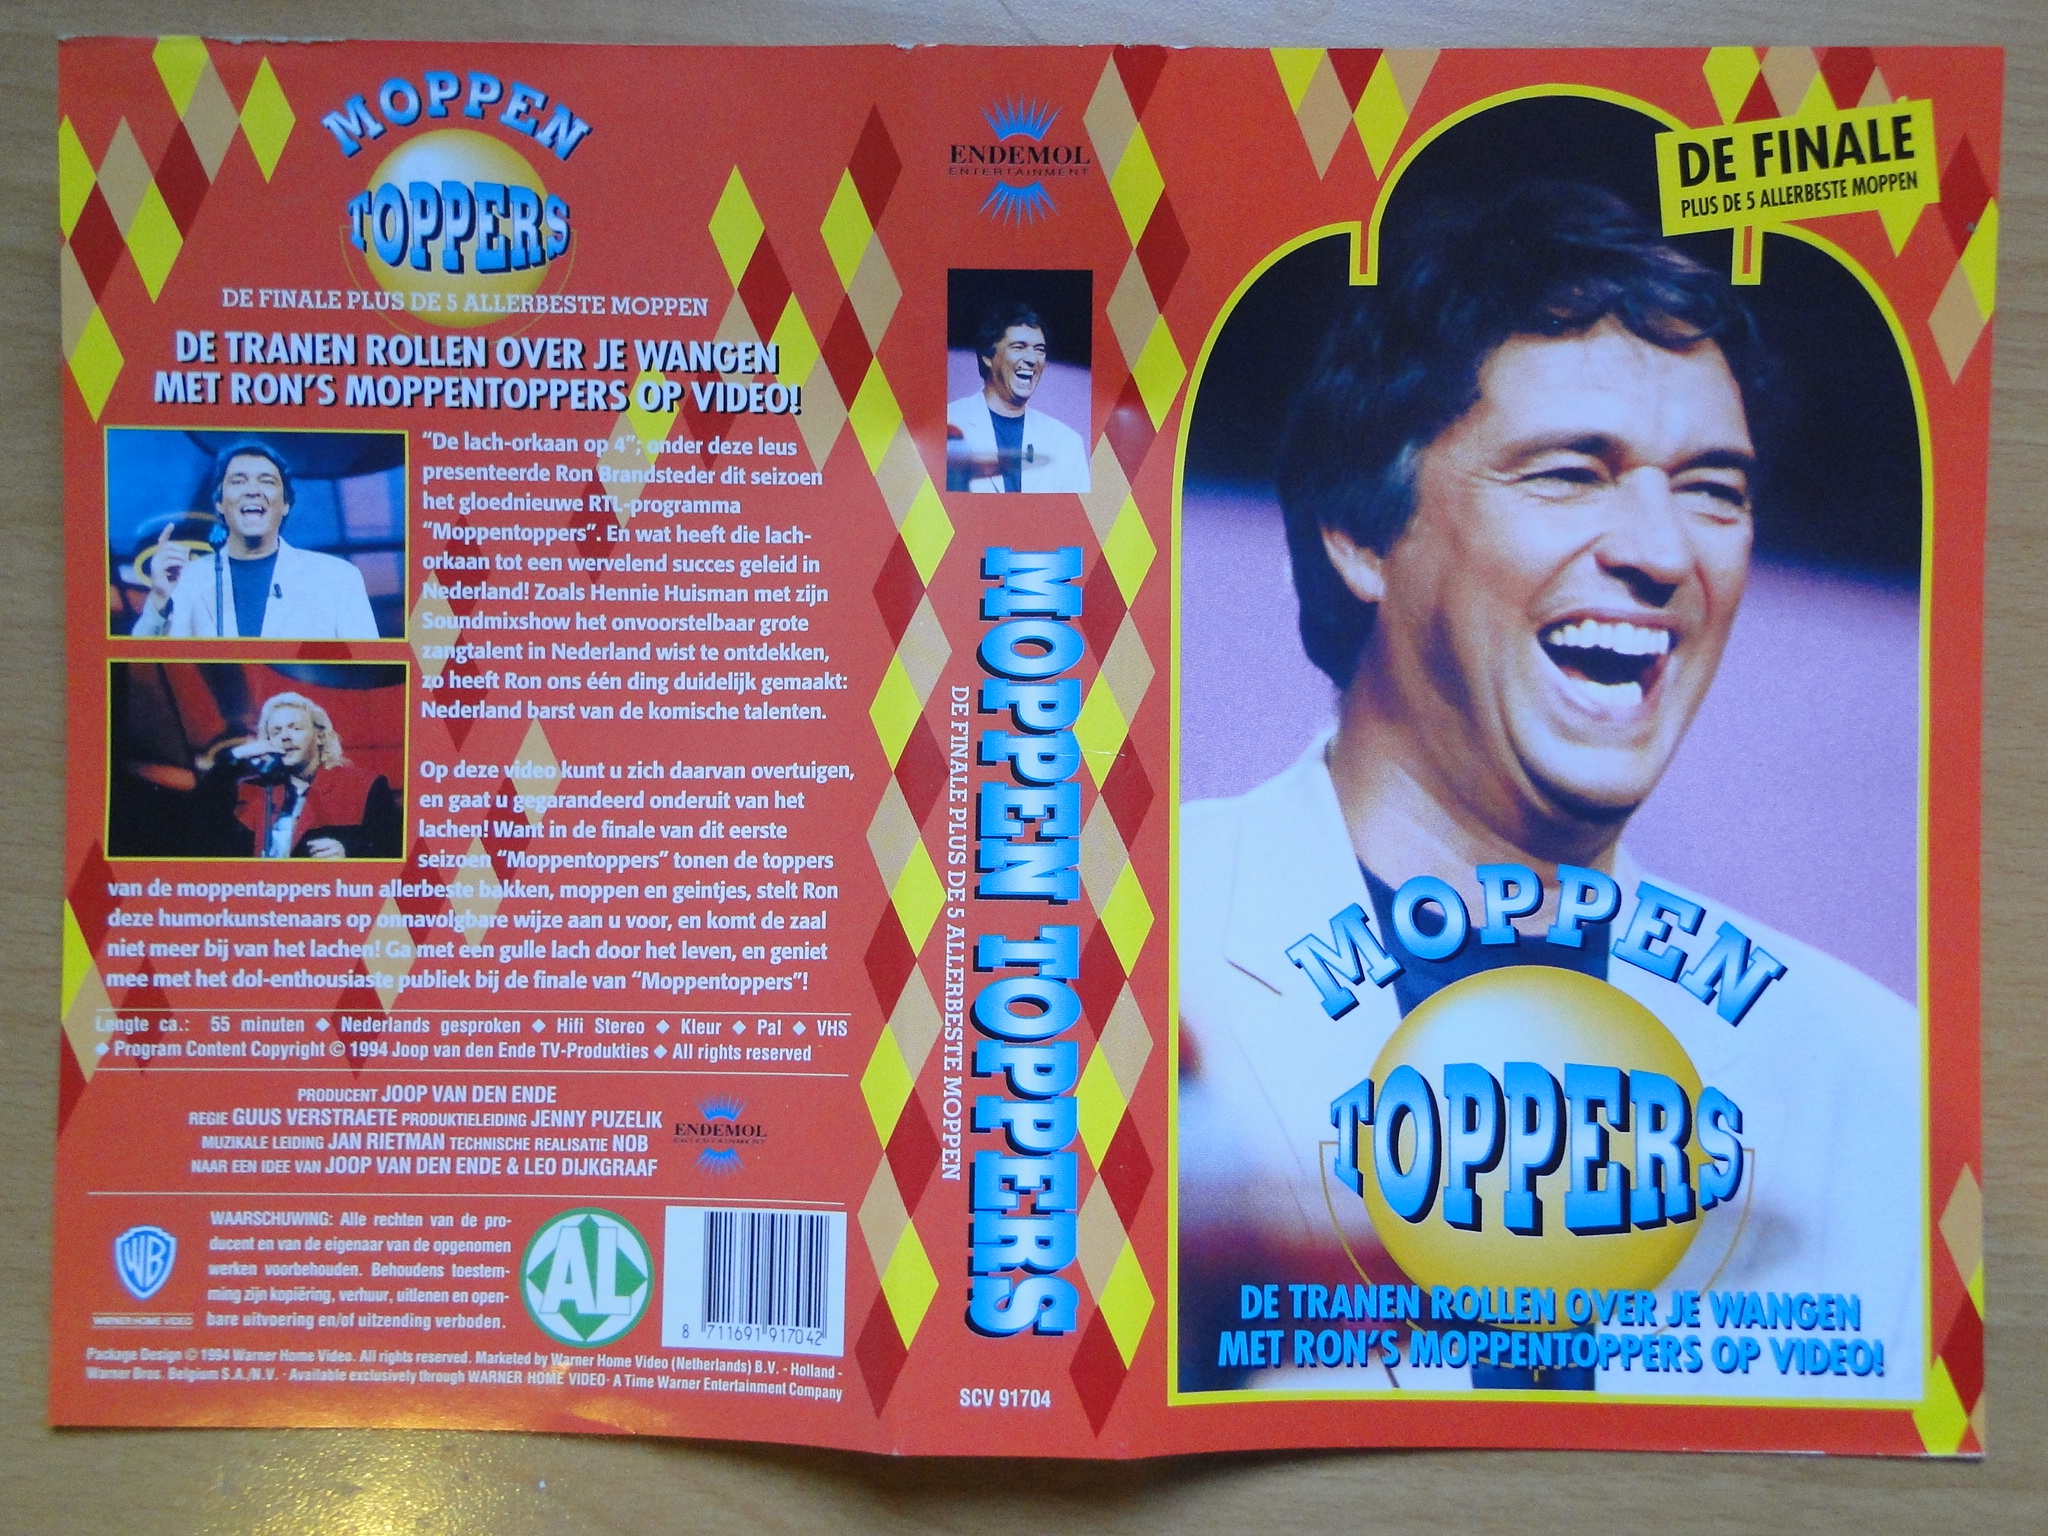 MOPPEN
TOPPERS
DE FINALE PLUS DE 5 ALLERBESTE MOPPEN
DE TRANEN ROLLEN OVER JE WANGEN
MET RON'S MOPPENTOPPERS OP VIDEO!
“De lach-orkaan op 4”; onder deze leus
presenteerde Ron Brandsteder dit seizoen
het gloednieuwe RTL-programma
“Moppentoppers”. En wat heeft die lach-
orkaan tot een wervelend succes geleid in
Nederland! Zoals Hennie Huisman met zijn
Soundmixshow het onvoorstelbaar grote
zangtalent in Nederland wist te ontdekken,
zo heeft Ron ons één ding duidelijk gemaakt:
Nederland barst van de komische talenten.
Op deze video kunt u zich daarvan overtuigen,
en gaat u gegarandeerd onderuit van het
lachen! Want in de finale van dit eerste
seizoen “Moppentoppers” tonen de toppers
van de moppentappers hun allerbeste bakken, moppen en geintjes, stelt Ron
deze humorkunstenaars op onnavolgbare wijze aan u voor, en komt de zaal
niet meer bij van het lachen! Ga met een gulle lach door het leven, en geniet
mee met het dol-enthousiaste publiek bij de finale van “Moppentoppers”!
Lengte ca.: 55 minuten ◆ Nederlands gesproken ◆ Hifi Stereo ◆ Kleur ◆ Pal ◆ VHS
◆ Program Content Copyright © 1994 Joop van den Ende TV-Produkties ◆ All rights reserved
PRODUCENT JOOP VAN DEN ENDE
REGIE GUUS VERSTRAETE PRODUKTIELEIDING JENNY PUZELIK
MUZIKALE LEIDING JAN RIETMAN TECHNISCHE REALISATIE NOB
NAAR EEN IDEE VAN JOOP VAN DEN ENDE & LEO DIJKGRAAF
ENDEMOL
ENTERTAINMENT
WB
WARNER HOME VIDEO
WAARSCHUWING: Alle rechten van de pro-
ducent en van de eigenaar van de opgenomen
werken voorbehouden. Behoudens toestem-
ming zijn kopiëring, verhuur, uitlenen en open-
bare uitvoering en/of uitzending verboden.
AL
8 711691 917042
Package Design © 1994 Warner Home Video. All rights reserved. Marketed by Warner Home Video (Netherlands) B.V. - Holland -
Warner Bros. Belgium S.A./N.V. - Available exclusively through WARNER HOME VIDEO · A Time Warner Entertainment Company
ENDEMOL
ENTERTAINMENT
MOPPEN TOPPERS
DE FINALE PLUS DE 5 ALLERBESTE MOPPEN
SCV 91704
DE FINALE
PLUS DE 5 ALLERBESTE MOPPEN
MOPPEN
TOPPERS
DE TRANEN ROLLEN OVER JE WANGEN
MET RON'S MOPPENTOPPERS OP VIDEO!